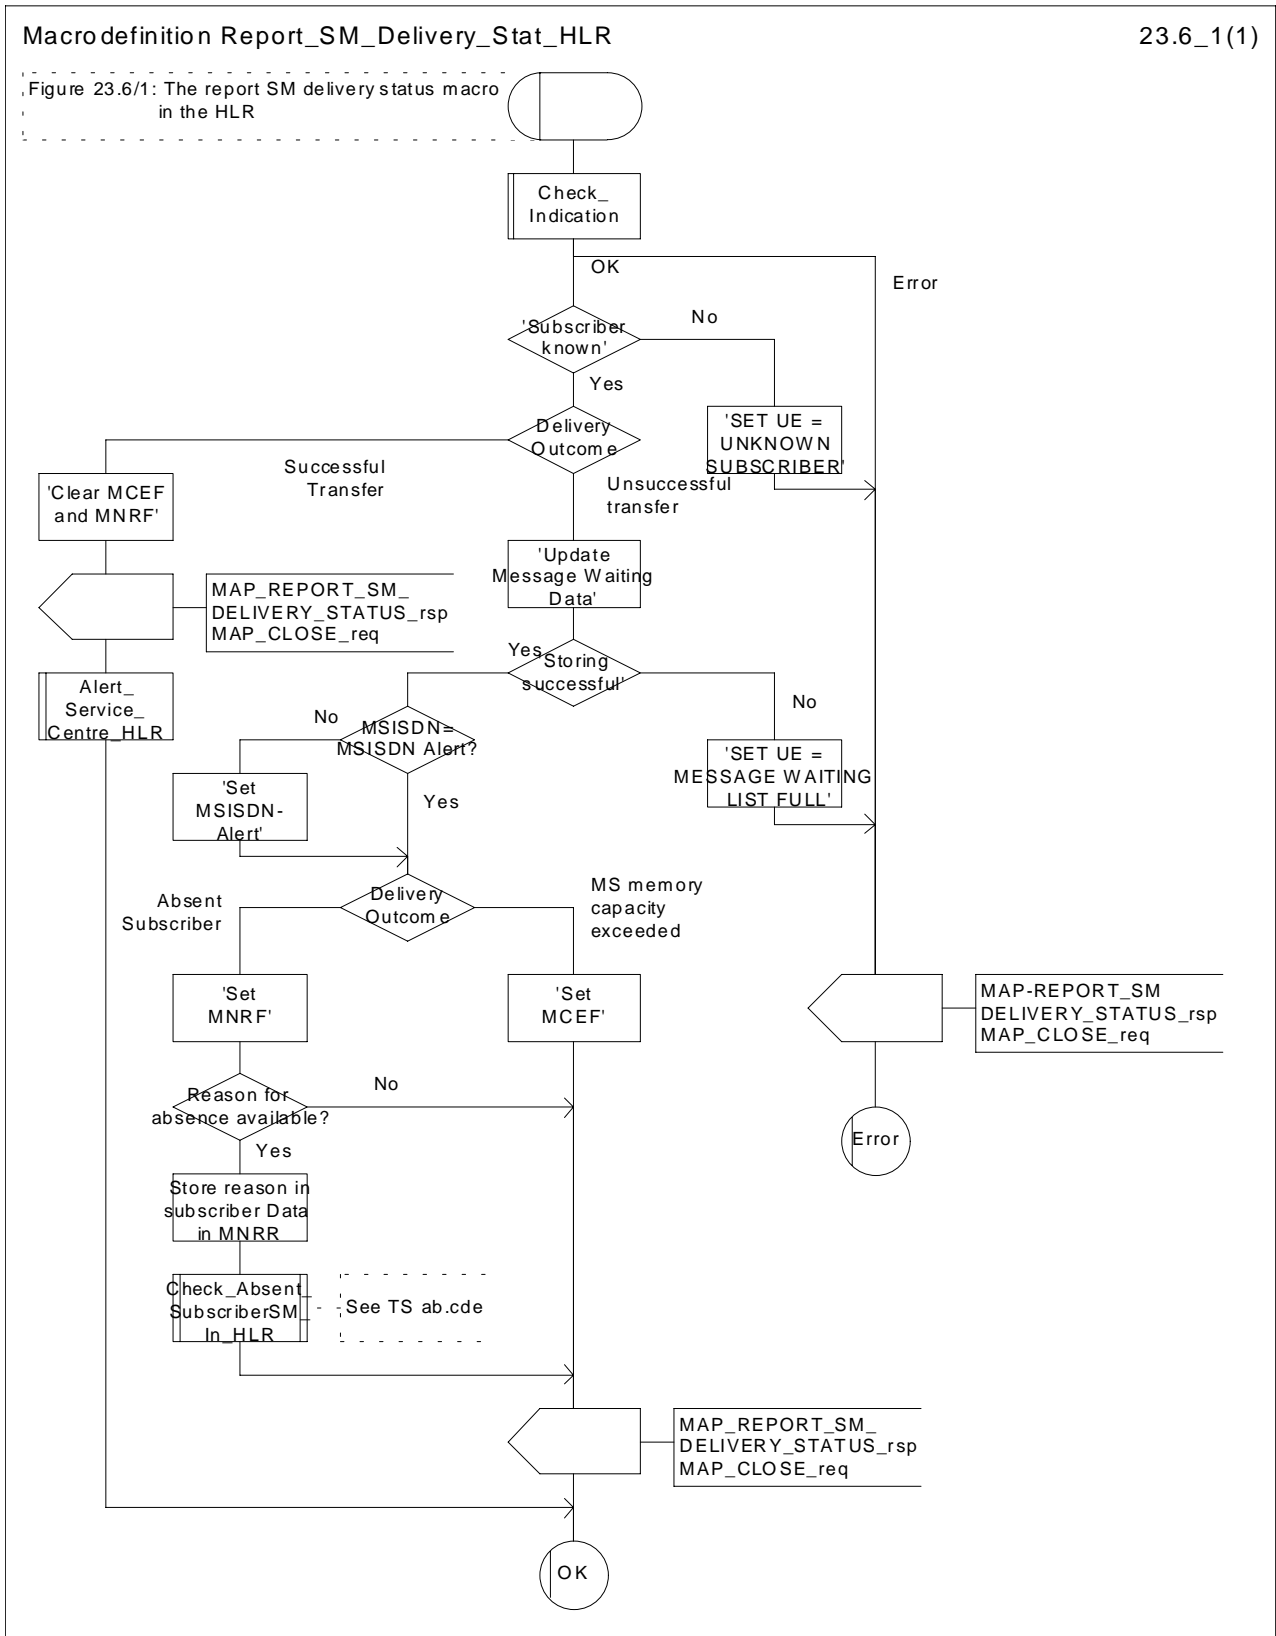 Macrodefinition Report_SM_Delivery_Stat_HLR
23.6_1(1)
Figure 23.6/1: The report SM delivery status macro
in the HLR
Check_
Indication
OK
Error
'Subscriber
known'
No
Yes
'SET UE =
UNKNOWN
SUBSCRIBER'
Delivery
Outcome
Successful
Transfer
Unsuccessful
transfer
'Clear MCEF
and MNRF'
'Update
Message Waiting
Data'
MAP_REPORT_SM_
DELIVERY_STATUS_rsp
MAP_CLOSE_req
Yes
'Storing
successful'
No
Alert_
Service_
Centre_HLR
No
MSISDN=
MSISDN Alert?
'SET UE =
MESSAGE WAITING
LIST FULL'
'Set
MSISDN-
Alert'
Yes
Absent
Subscriber
Delivery
Outcome
MS memory
capacity
exceeded
'Set
MNRF'
'Set
MCEF'
MAP-REPORT_SM
DELIVERY_STATUS_rsp
MAP_CLOSE_req
Reason for
absence available?
No
Error
Yes
Store reason in
subscriber Data
in MNRR
Check_Absent_
SubscriberSM_
In_HLR
See TS ab.cde
MAP_REPORT_SM_
DELIVERY_STATUS_rsp
MAP_CLOSE_req
OK